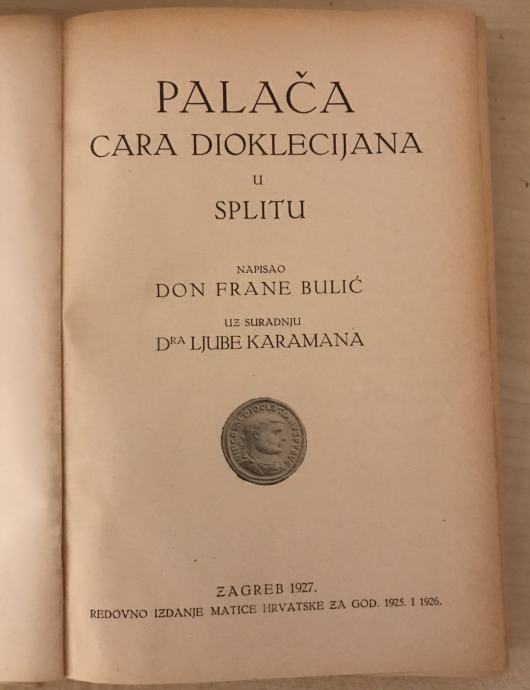 PALAČA
CARA DIOKLECIJANA
U
SPLITU
NAPISAO
DON FRANE BULIĆ
UZ SURADNJU
DRA LJUBE KARAMANA
ZAGREB 1927.
REDOVNO IZDANJE MATICE HRVATSKE ZA GOD. 1925. I 1926.